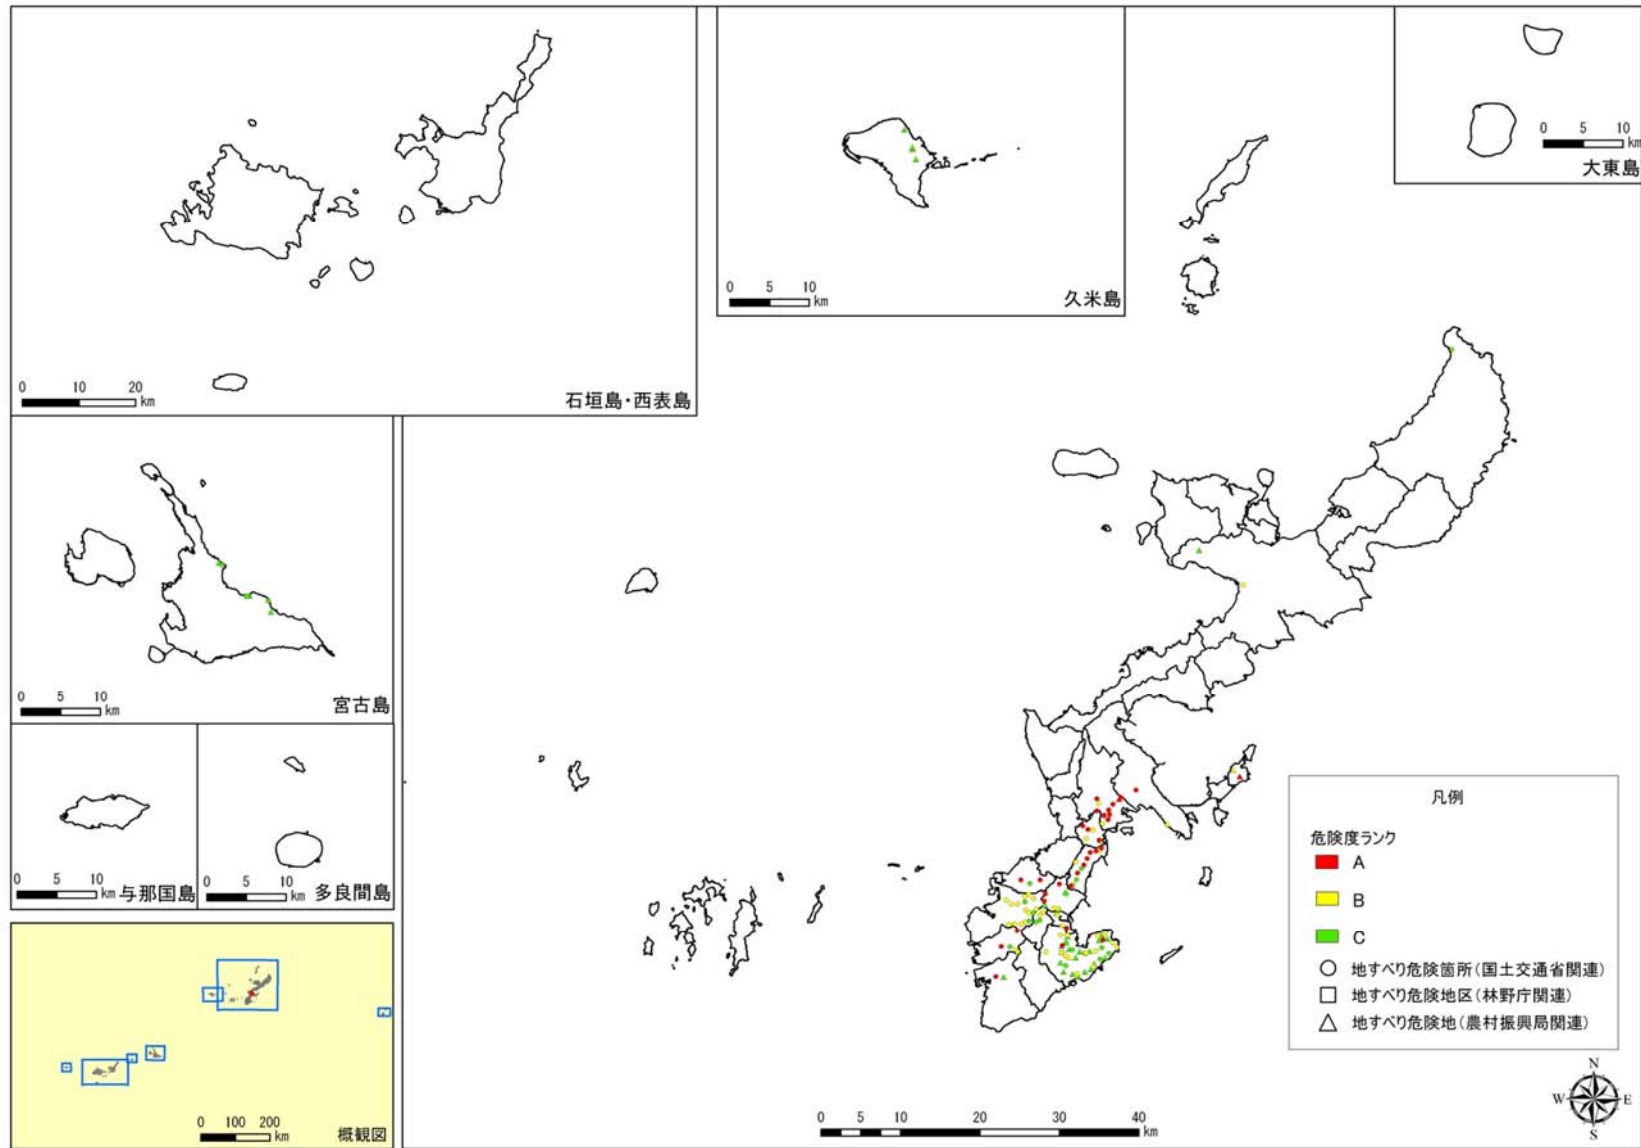 0 5 10
km
大東島
0 5 10
km
久米島
0 10 20
km
石垣島・西表島
0 5 10
km
宮古島
0 5 10
km
与那国島
0 5 10
km
多良間島
0 100 200
km
概観図
凡例
危険度ランク
A
B
C
地すべり危険箇所(国土交通省関連)
地すべり危険地区(林野庁関連)
地すべり危険地(農村振興局関連)
N
W E
S
0 5 10 20 30 40
km